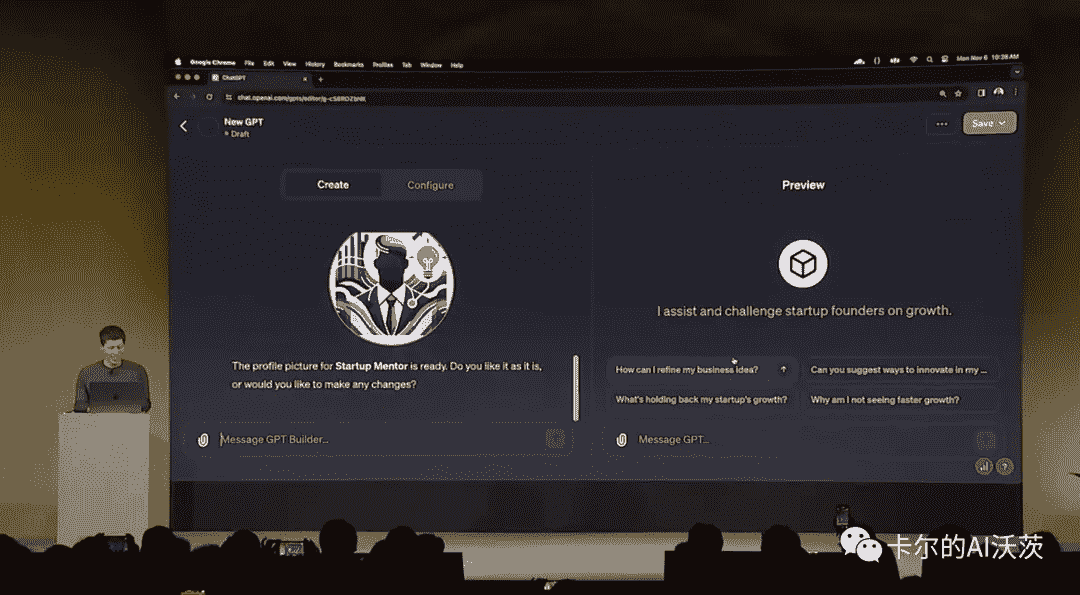 Google Chrome File Edit View History Bookmarks Profiles Tab Window Help
Mon Nov 6 10:38 AM
ChatGPT
New GPT
Draft
Save
Create Configure
Preview
I assist and challenge startup founders on growth.
The profile picture for Startup Mentor is ready. Do you like it as it is,
or would you like to make any changes?
How can I refine my business idea?
Can you suggest ways to innovate in my ...
What's holding back my startup's growth?
Why am I not seeing faster growth?
Message GPT Builder...
Message GPT...
卡尔的AI沃茨